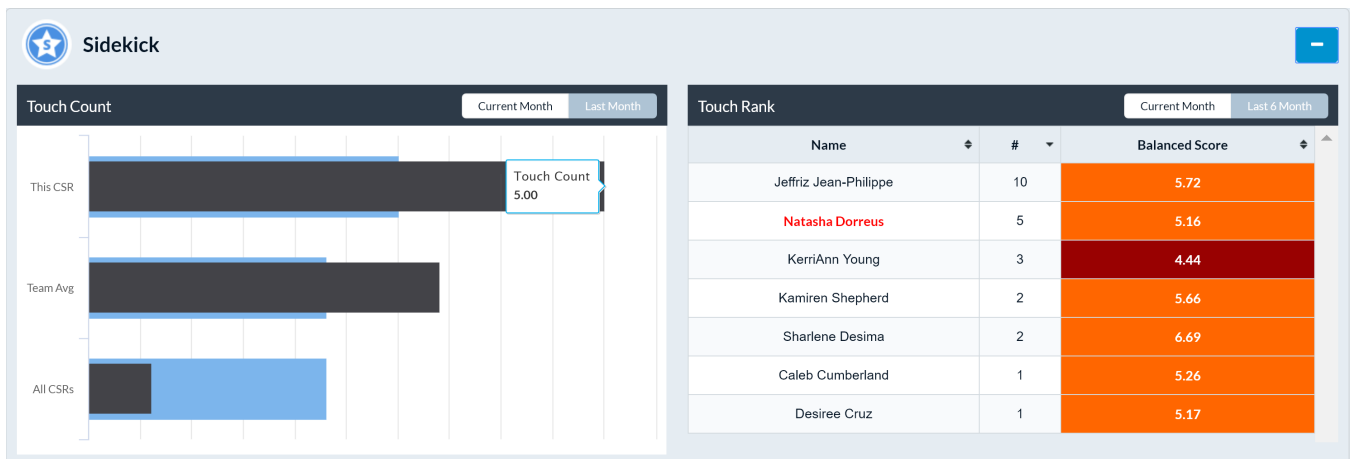 S
Sidekick
Touch Count
Current Month Last Month
This CSR
Touch Count
5.00
Team Avg
All CSRs
Touch Rank
Current Month Last 6 Month
Name # Balanced Score
Jeffriz Jean-Philippe 10 5.72
Natasha Dorreus 5 5.16
KerriAnn Young 3 4.44
Kamiren Shepherd 2 5.66
Sharlene Desima 2 6.69
Caleb Cumberland 1 5.26
Desiree Cruz 1 5.17